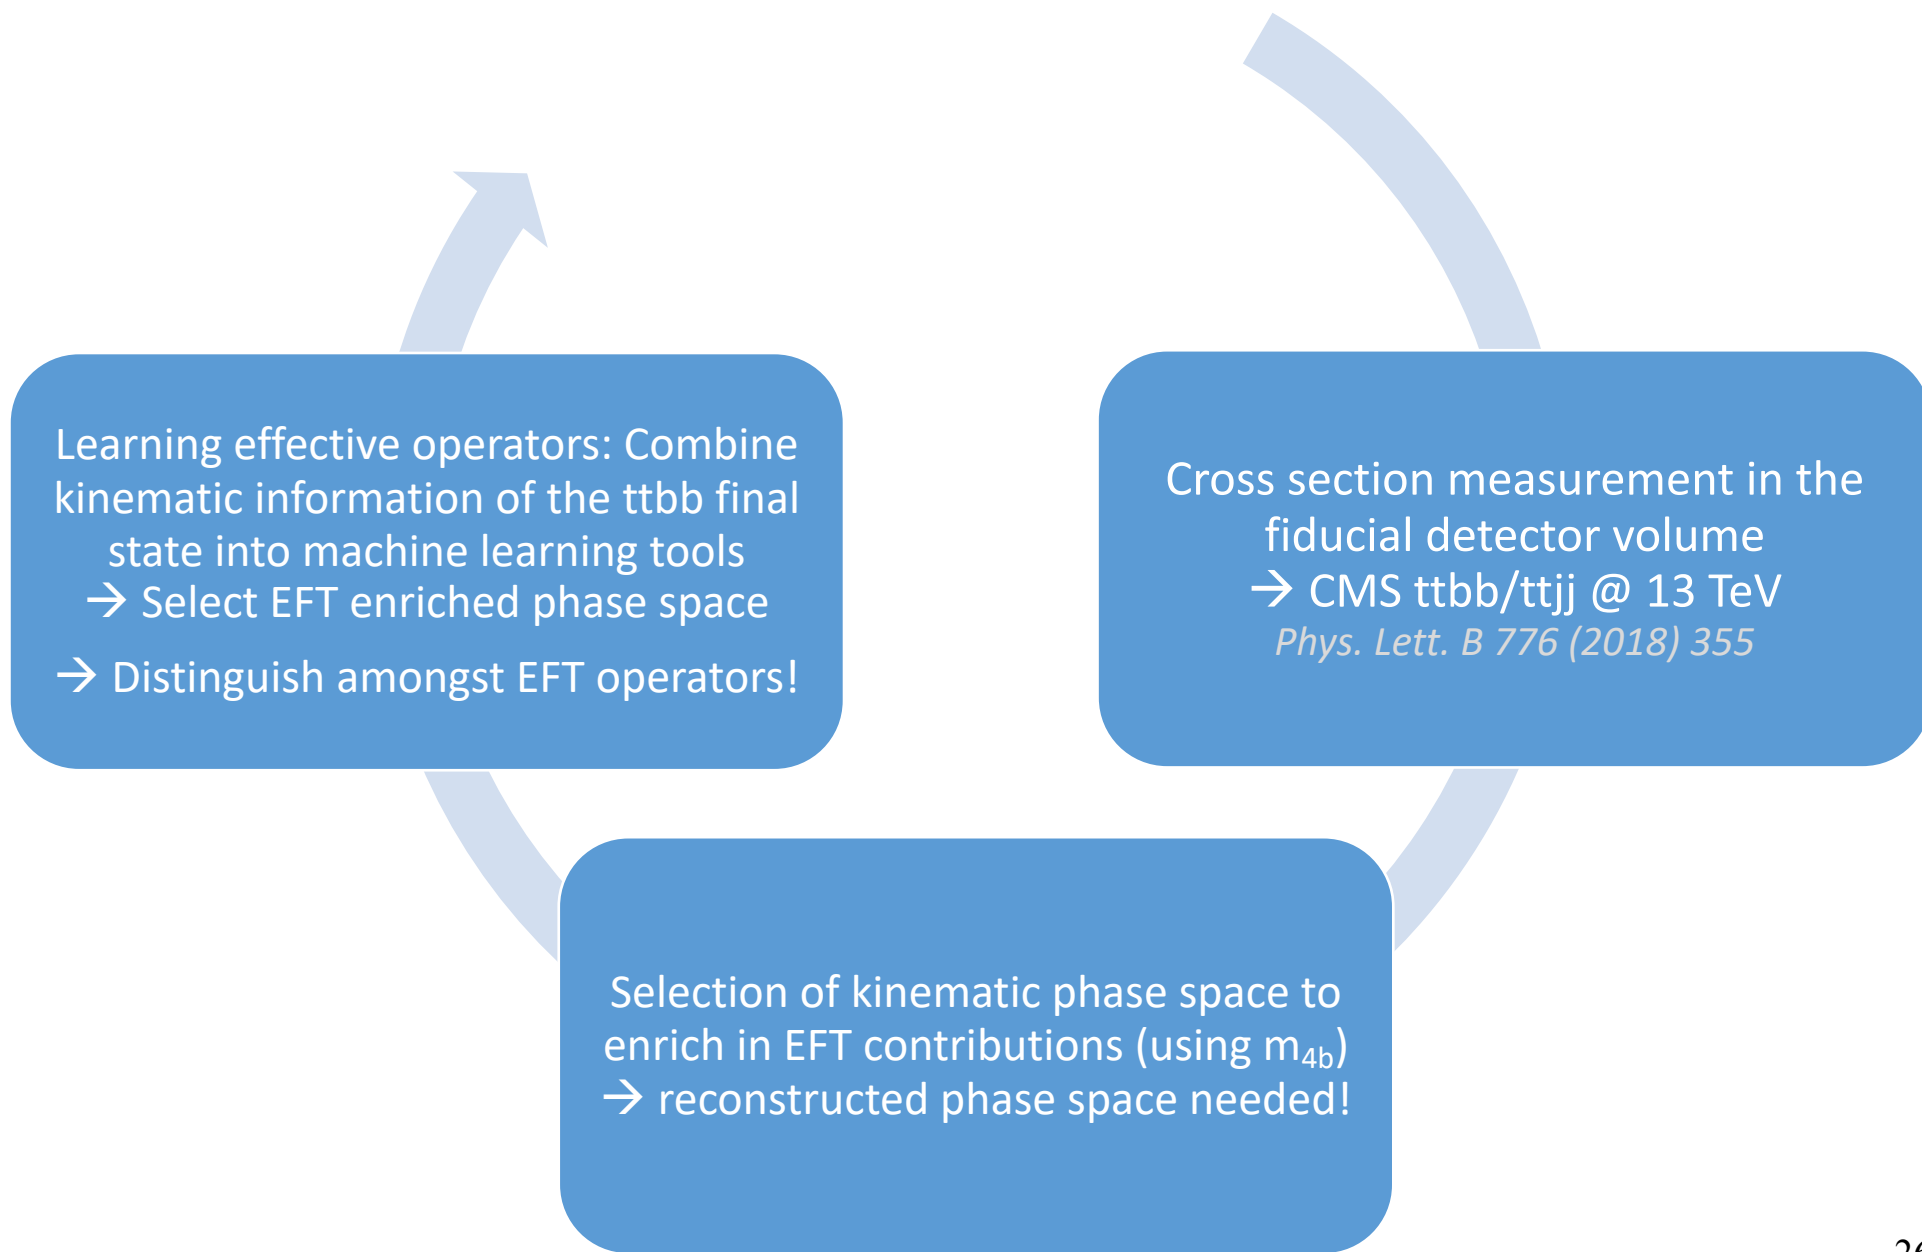 Learning effective operators: Combine
kinematic information of the ttbb final
state into machine learning tools
→ Select EFT enriched phase space
→ Distinguish amongst EFT operators!
Cross section measurement in the
fiducial detector volume
→ CMS ttbb/ttjj @ 13 TeV
Phys. Lett. B 776 (2018) 355
Selection of kinematic phase space to
enrich in EFT contributions (using m₄b)
→ reconstructed phase space needed!